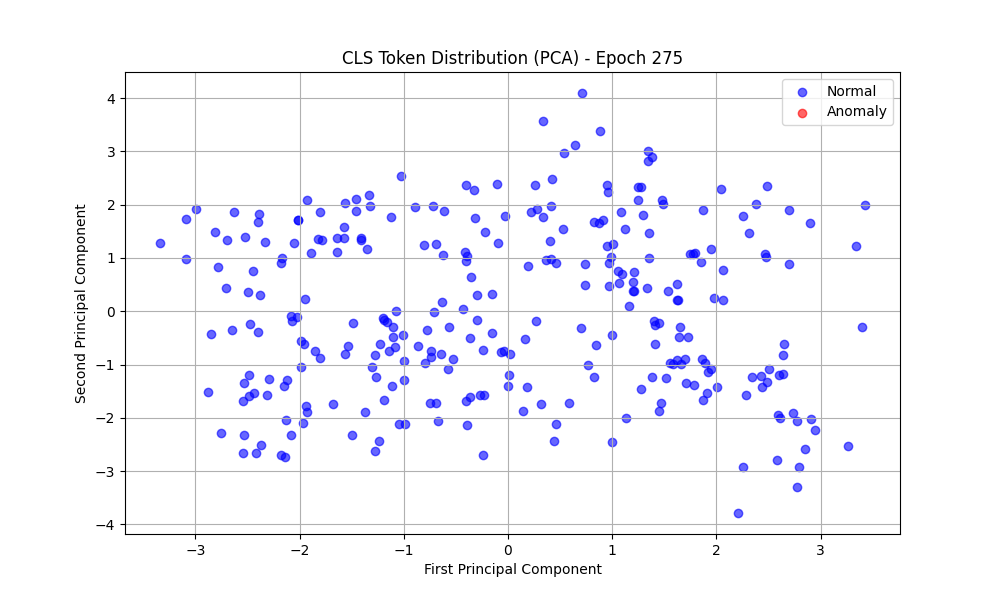 CLS Token Distribution (PCA) - Epoch 275
Normal
Anomaly
Second Principal Component
4
3
2
1
0
−1
−2
−3
−4
−3 −2 −1 0 1 2 3
First Principal Component